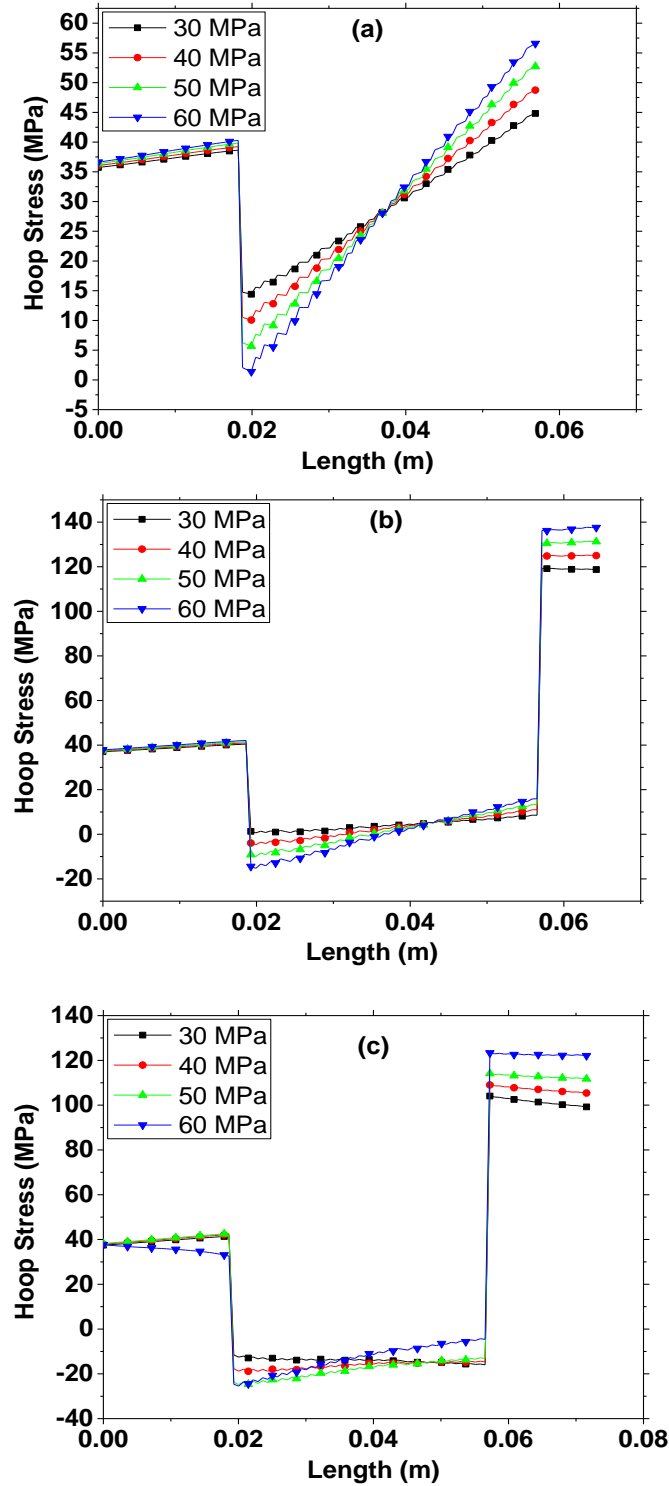 (a)
30 MPa
40 MPa
50 MPa
60 MPa
Hoop Stress (MPa)
60
55
50
45
40
35
30
25
20
15
10
5
0
-5
0.00 0.02 0.04 0.06
Length (m)
(b)
30 MPa
40 MPa
50 MPa
60 MPa
Hoop Stress (MPa)
140
120
100
80
60
40
20
0
-20
0.00 0.02 0.04 0.06
Length (m)
(c)
30 MPa
40 MPa
50 MPa
60 MPa
Hoop Stress (MPa)
140
120
100
80
60
40
20
0
-20
-40
0.00 0.02 0.04 0.06 0.08
Length (m)